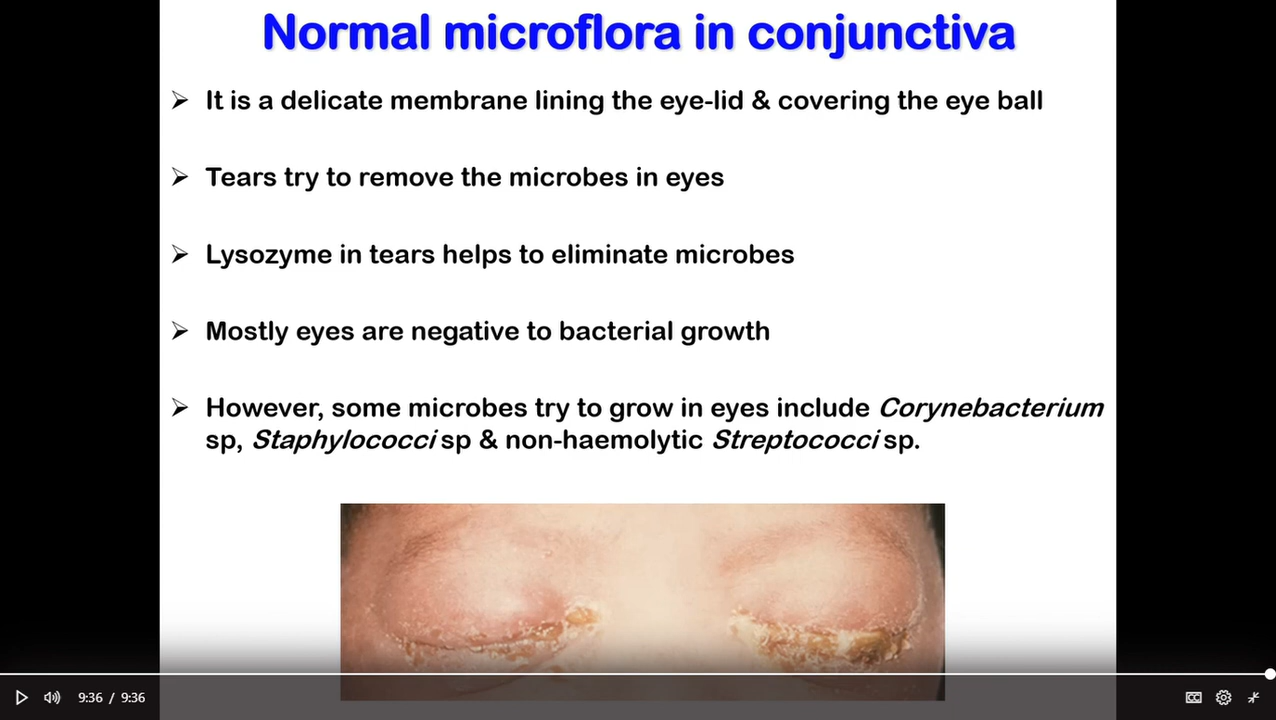 Normal microflora in conjunctiva
➢ It is a delicate membrane lining the eye-lid & covering the eye ball
➢ Tears try to remove the microbes in eyes
➢ Lysozyme in tears helps to eliminate microbes
➢ Mostly eyes are negative to bacterial growth
➢ However, some microbes try to grow in eyes include Corynebacterium
sp, Staphylococci sp & non-haemolytic Streptococci sp.
9:36 / 9:36
CC